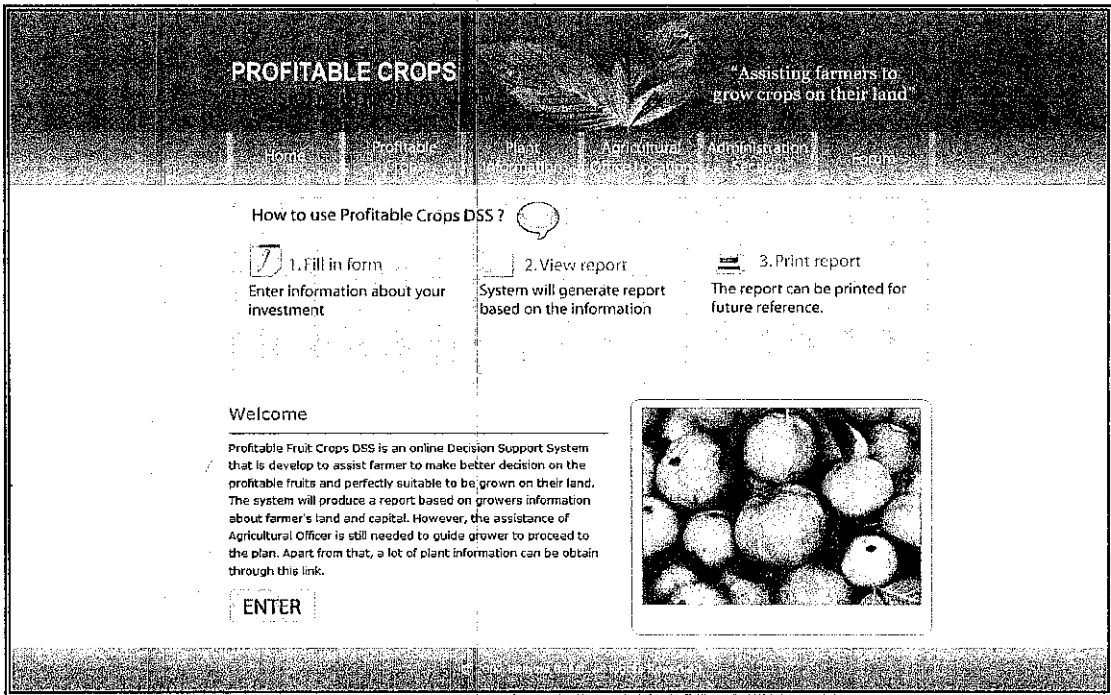 PROFITABLE CROPS
"Assisting farmers to
grow crops on their land"
Home
Profitable
Crops
Plant
Information
Agricultural
Office Location
Administration
Section
Forum
How to use Profitable Crops DSS ?
1. Fill in form
Enter information about your
investment
2. View report
System will generate report
based on the information
3. Print report
The report can be printed for
future reference.
Welcome
Profitable Fruit Crops DSS is an online Decision Support System
that is develop to assist farmer to make better decision on the
profitable fruits and perfectly suitable to be grown on their land.
The system will produce a report based on growers information
about farmer's land and capital. However, the assistance of
Agricultural Officer is still needed to guide grower to proceed to
the plan. Apart from that, a lot of plant information can be obtain
through this link.
ENTER